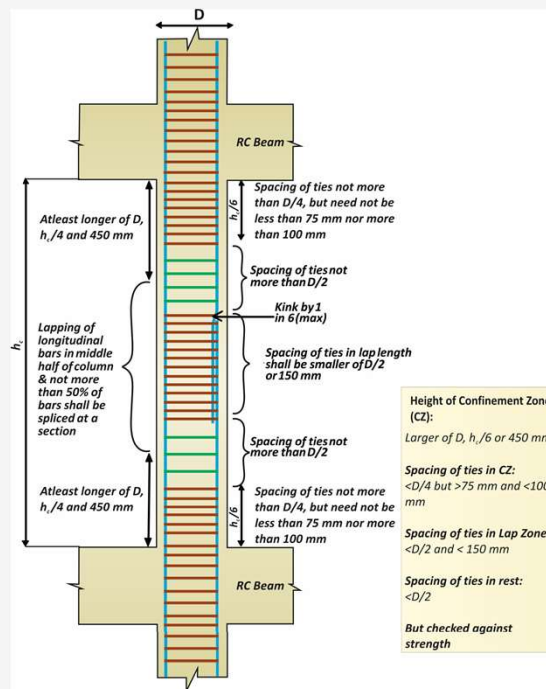 D
RC Beam
Atleast longer of D,
h_c/4 and 450 mm
h_c/6
Spacing of ties not more
than D/4, but need not be
less than 75 mm nor more
than 100 mm
Spacing of ties not
more than D/2
Kink by 1
in 6(max)
h_c
Lapping of
longitudinal
bars in middle
half of column
& not more
than 50% of
bars shall be
spliced at a
section
Spacing of ties in lap length
shall be smaller of D/2
or 150 mm
Spacing of ties not
more than D/2
Atleast longer of D,
h_c/4 and 450 mm
h_c/6
Spacing of ties not more
than D/4, but need not be
less than 75 mm nor more
than 100 mm
RC Beam
Height of Confinement Zone
(CZ):
Larger of D, h_c/6 or 450 mm
Spacing of ties in CZ:
<D/4 but >75 mm and <100
mm
Spacing of ties in Lap Zone
<D/2 and < 150 mm
Spacing of ties in rest:
<D/2
But checked against
strength